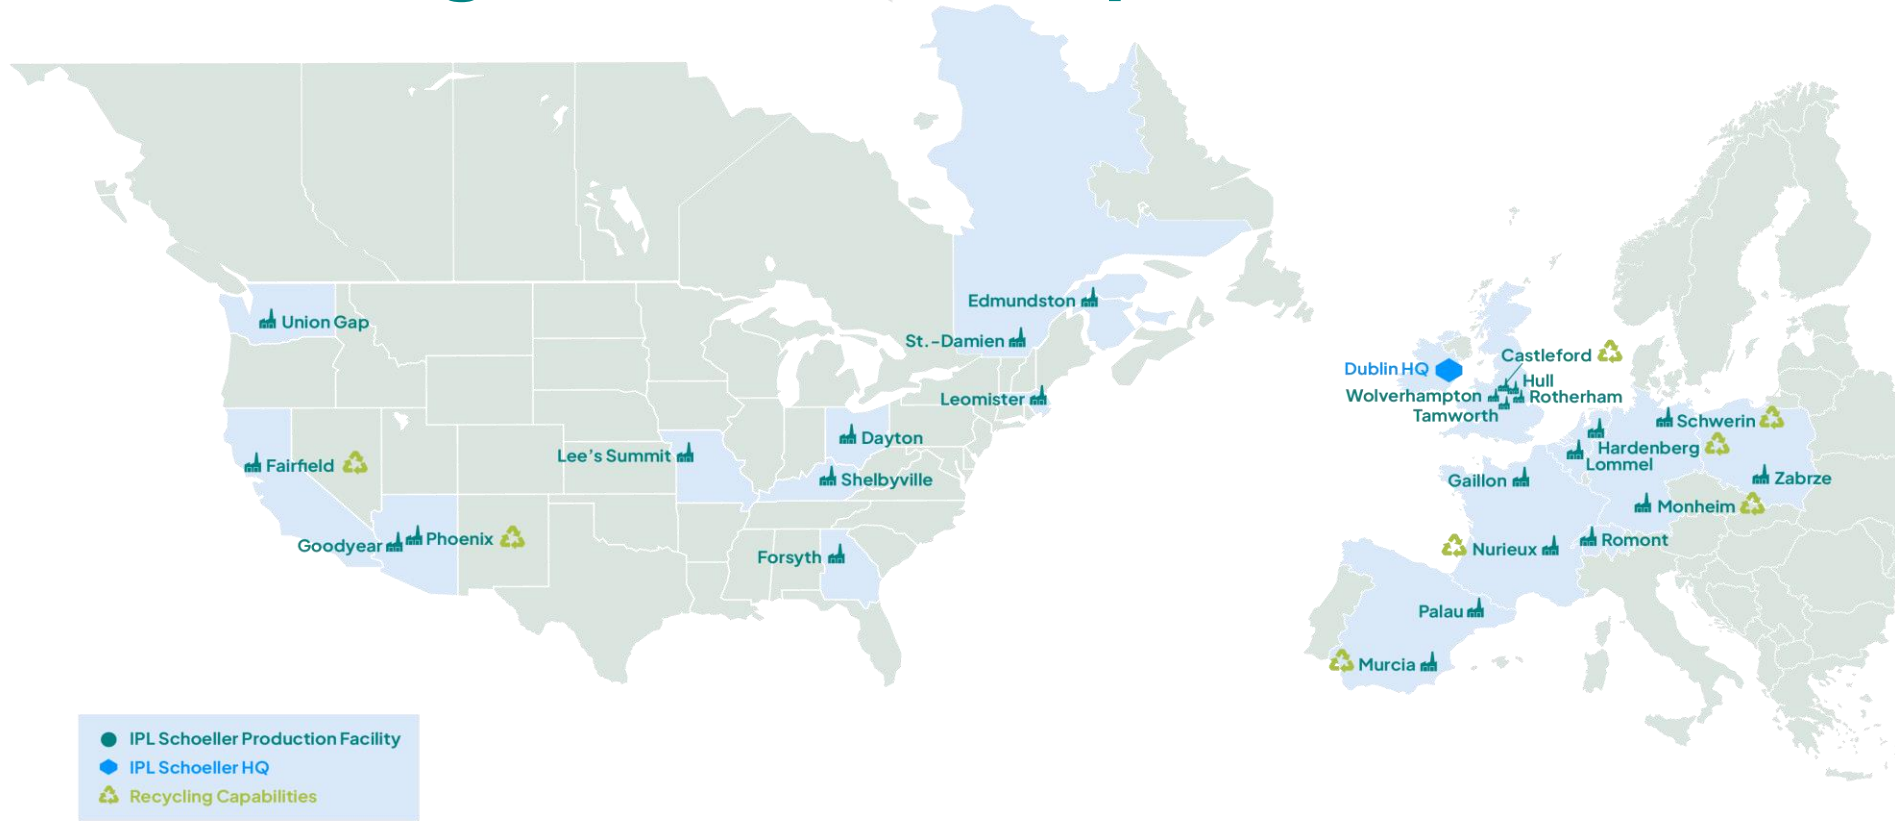 Edmundston
Union Gap
St.-Damien
Leomister
Dayton
Lee's Summit
Fairfield
Shelbyville
Goodyear
Phoenix
Forsyth
Castleford
Dublin HQ
Hull
Wolverhampton
Rotherham
Tamworth
Schwerin
Hardenberg
Lommel
Gaillon
Zabrze
Monheim
Romont
Nurieux
Palau
Murcia
IPL Schoeller Production Facility
IPL Schoeller HQ
Recycling Capabilities